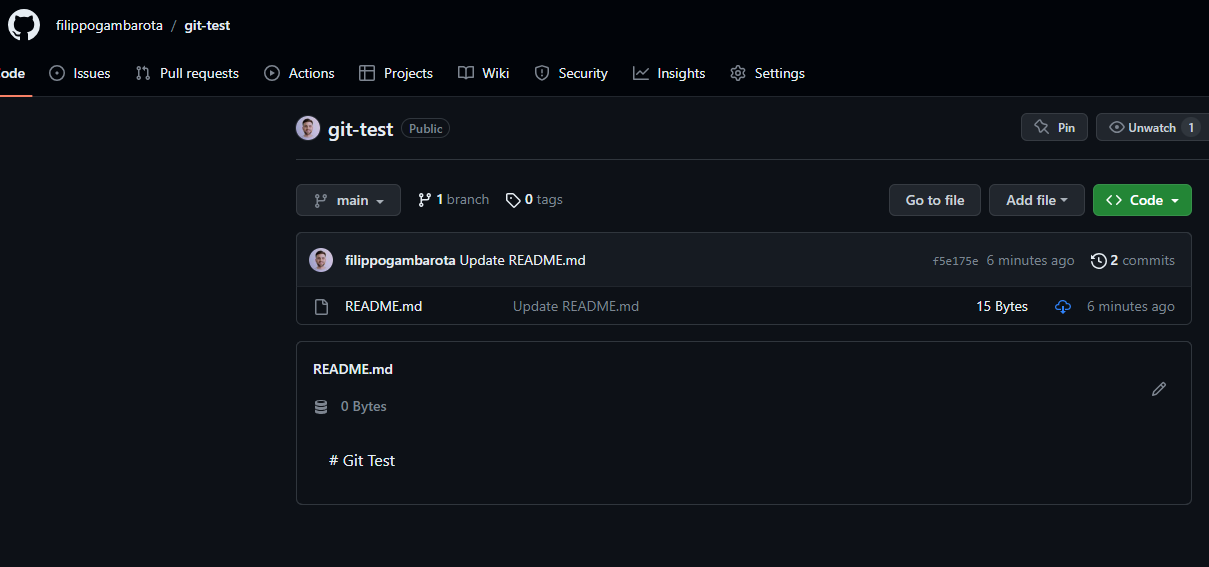 filippogambarota / git-test
ode Issues Pull requests Actions Projects Wiki Security Insights Settings
git-test Public Pin Unwatch 1
main 1 branch 0 tags Go to file Add file <> Code
filippogambarota Update README.md f5e175e 6 minutes ago 2 commits
README.md Update README.md 15 Bytes 6 minutes ago
README.md
0 Bytes
# Git Test